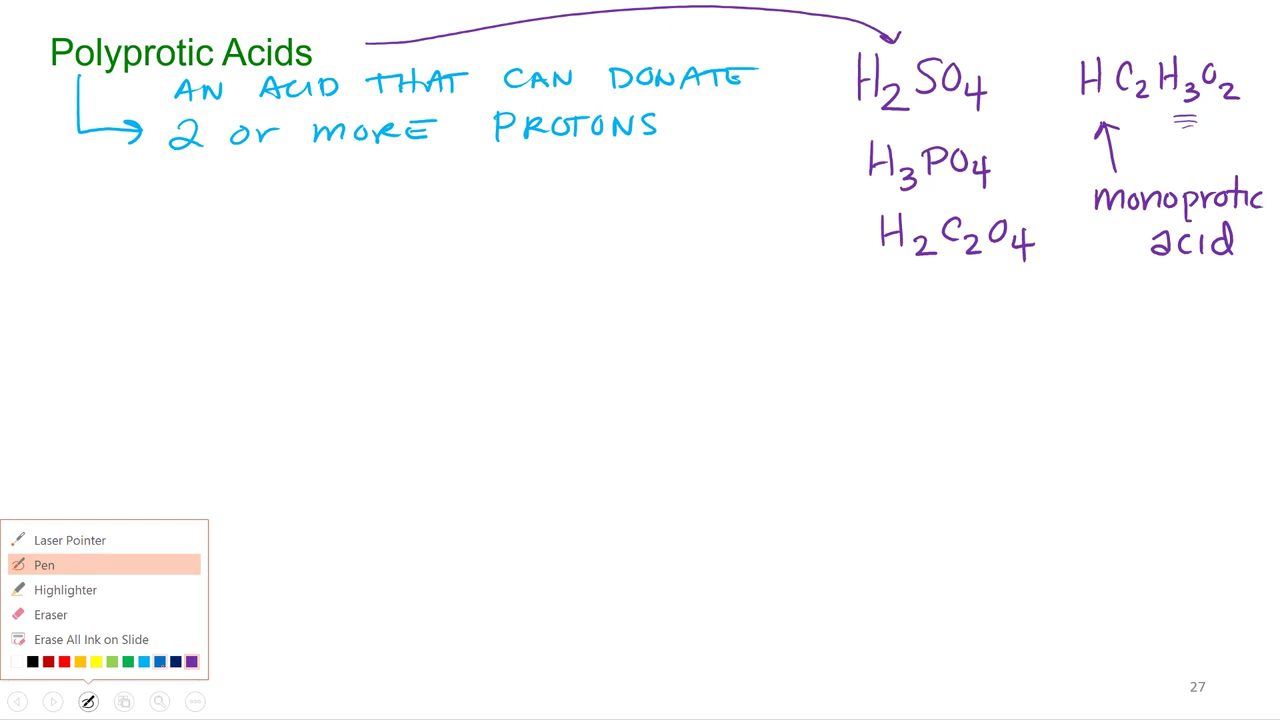 Polyprotic Acids
AN ACID THAT CAN DONATE
2 or more PROTONS
H₂SO₄
H₃PO₄
H₂C₂O₄
HC₂H₃O₂
monoprotic
acid
Laser Pointer
Pen
Highlighter
Eraser
Erase All Ink on Slide
27